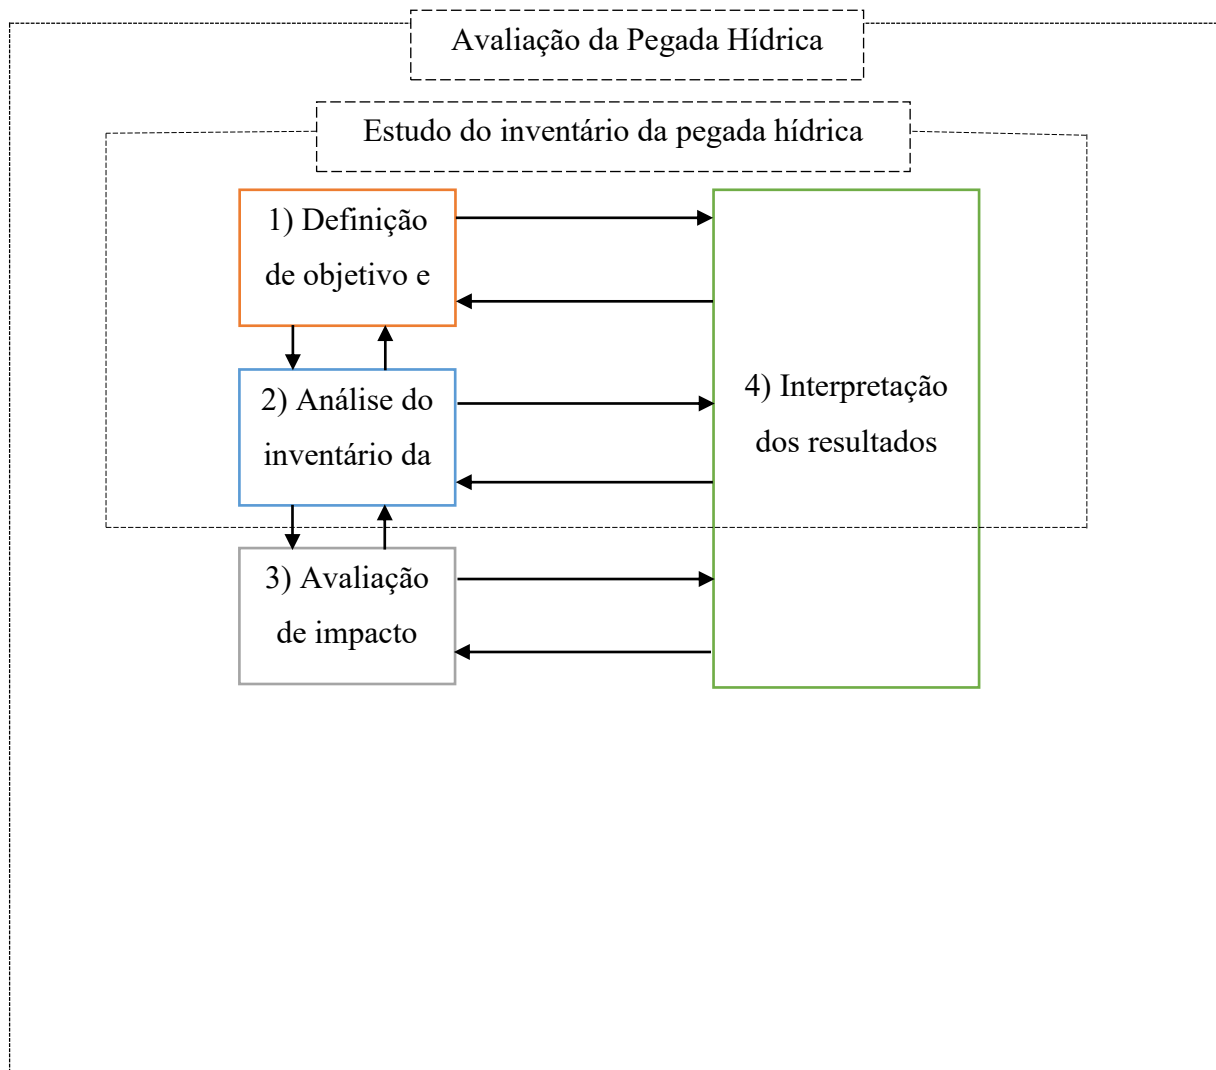 Avaliação da Pegada Hídrica
Estudo do inventário da pegada hídrica
1) Definição
de objetivo e
2) Análise do
inventário da
3) Avaliação
de impacto
4) Interpretação
dos resultados